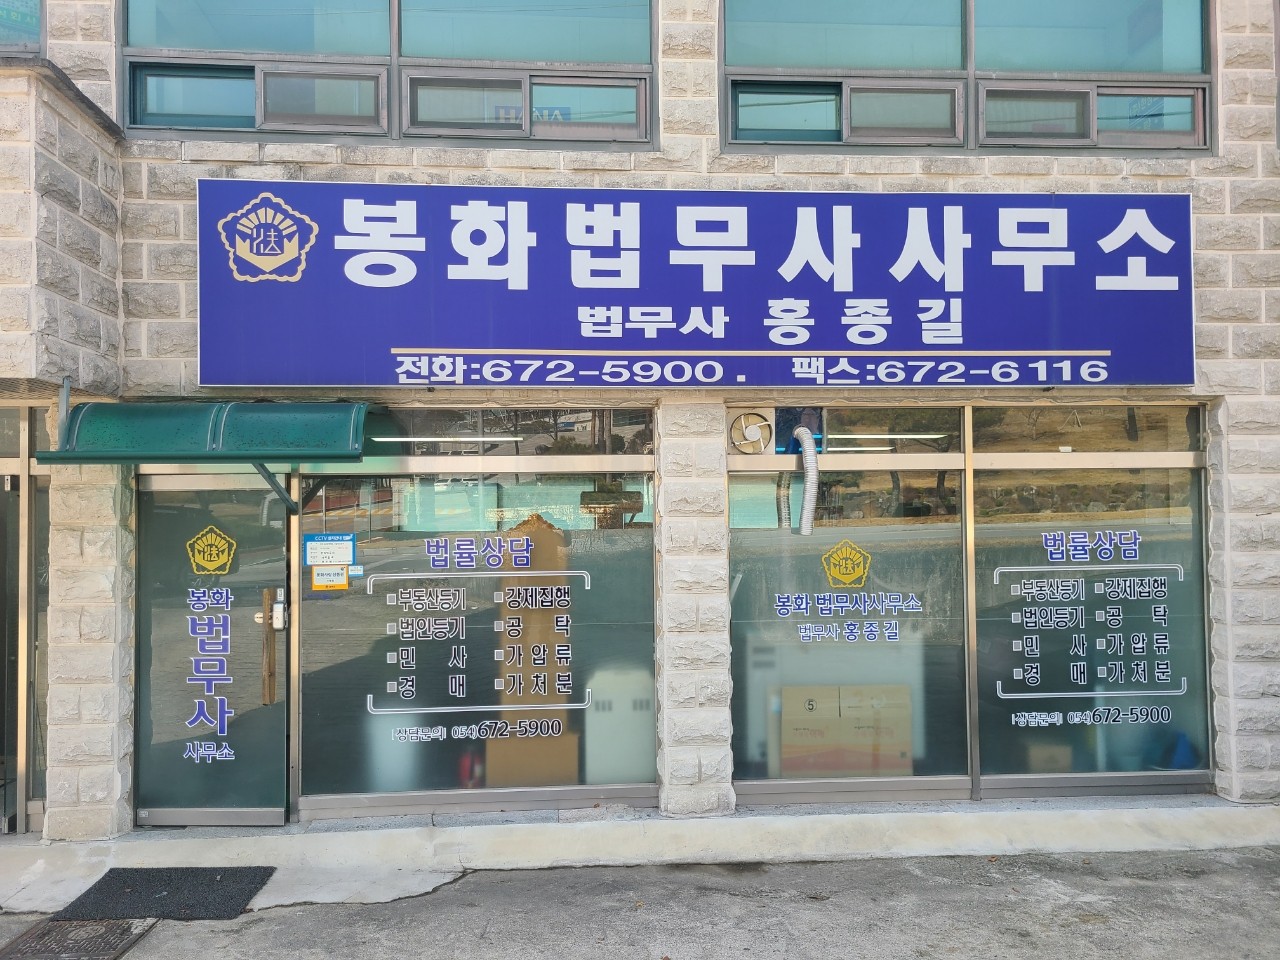 HANA
法
봉화법무사사무소
법무사 홍종길
전화:672-5900. 팩스:672-6116
法
봉화
법무사
사무소
CCTV
법률상담
부동산등기 강제집행
법인등기 공탁
민사 가압류
경매 가처분
상담문의 054)672-5900
法
봉화 법무사사무소
법무사 홍종길
⑤
법률상담
부동산등기 강제집행
법인등기 공탁
민사 가압류
경매 가처분
상담문의 054)672-5900